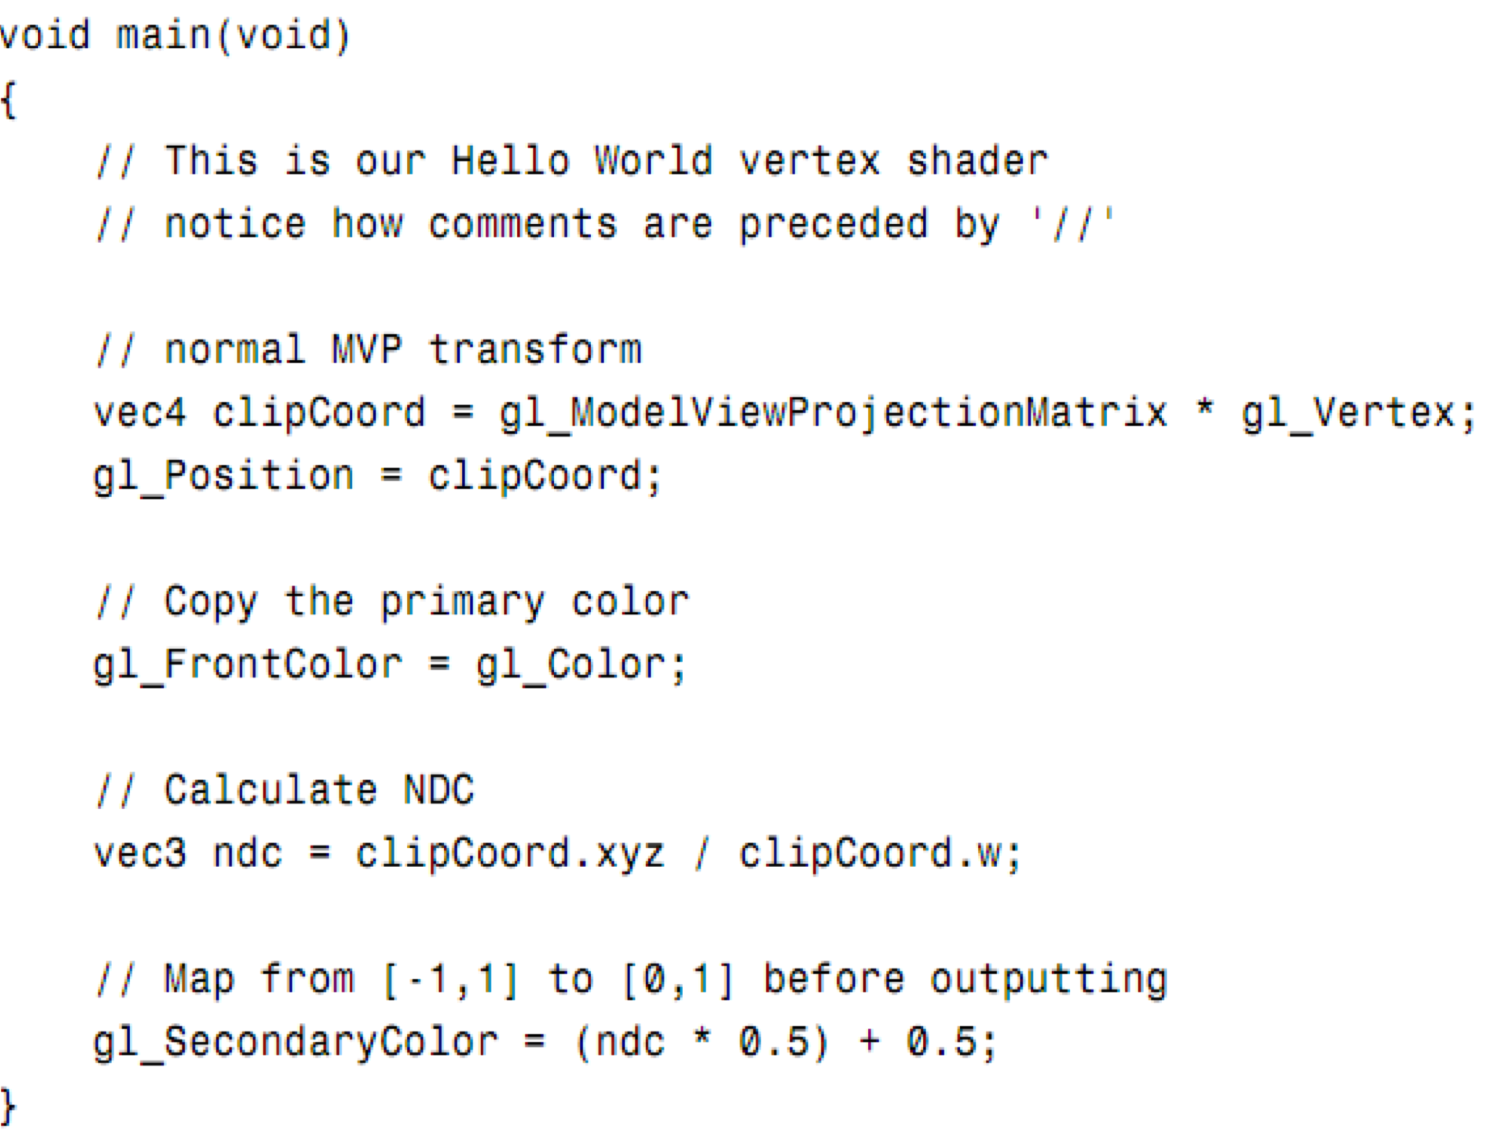 void main(void)
{
// This is our Hello World vertex shader
// notice how comments are preceded by '//'
// normal MVP transform
vec4 clipCoord = gl_ModelViewProjectionMatrix * gl_Vertex;
gl_Position = clipCoord;
// Copy the primary color
gl_FrontColor = gl_Color;
// Calculate NDC
vec3 ndc = clipCoord.xyz / clipCoord.w;
// Map from [-1,1] to [0,1] before outputting
gl_SecondaryColor = (ndc * 0.5) + 0.5;
}